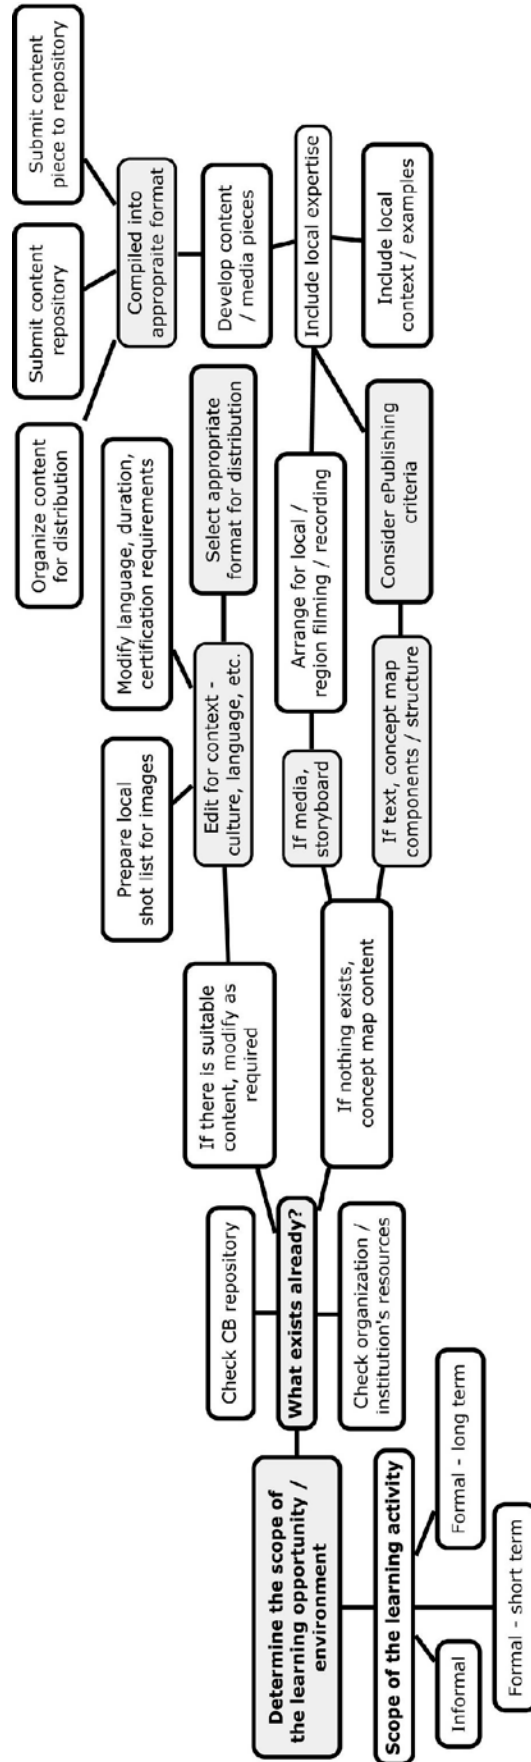 Determine the scope of
the learning opportunity /
environment
Scope of the learning activity
Informal
Formal - short term
Formal - long term
What exists already?
Check CB repository
Check organization /
institution's resources
If there is suitable
content, modify as
required
If nothing exists,
concept map content
Prepare local
shot list for images
Edit for context -
culture, language, etc.
Modify language, duration,
certification requirements
Select appropriate
format for distribution
If media,
storyboard
Arrange for local /
region filming / recording
If text, concept map
components / structure
Consider ePublishing
criteria
Include local expertise
Include local
context / examples
Develop content
/ media pieces
Compiled into
appropraite format
Organize content
for distribution
Submit content
repository
Submit content
piece to repository